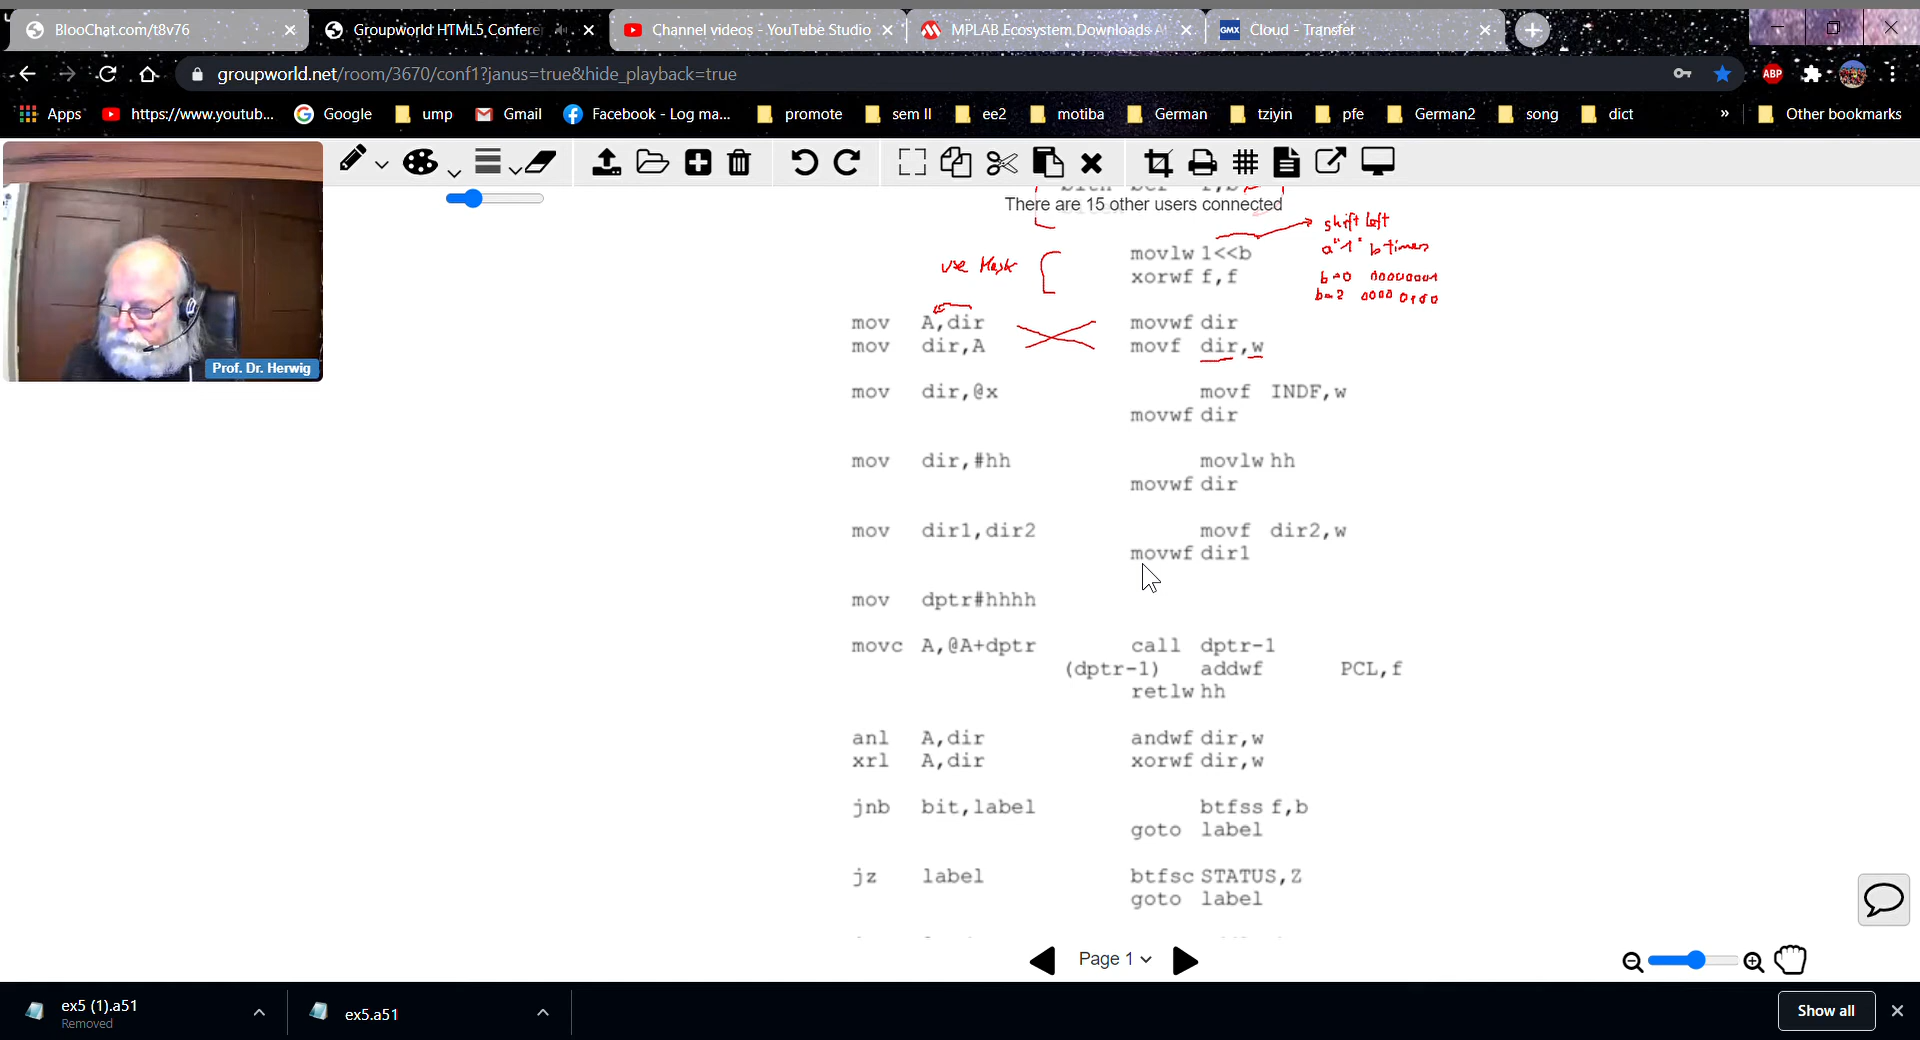 BlooChat.com/t8v76
Groupworld HTML5 Confere
Channel videos - YouTube Studio
MPLAB Ecosystem Downloads A
Cloud - Transfer
groupworld.net/room/3670/conf1?janus=true&hide_playback=true
ABP
Apps https://www.youtub... Google ump Gmail Facebook - Log ma... promote sem II ee2 motiba German tziyin pfe German2 song dict » Other bookmarks
Prof. Dr. Herwig
There are 15 other users connected
shift left
a "1" b times
use Mask
movlw 1<<b
xorwf f,f
b=0 00000001
b=2 0000 0100
mov A,dir movwf dir
mov dir,A movf dir,w
mov dir,@x movf INDF,w
movwf dir
mov dir,#hh movlw hh
movwf dir
mov dir1,dir2 movf dir2,w
movwf dir1
mov dptr#hhhh
movc A,@A+dptr call dptr-1
(dptr-1) addwf PCL,f
retlw hh
anl A,dir andwf dir,w
xrl A,dir xorwf dir,w
jnb bit,label btfss f,b
goto label
jz label btfsc STATUS,Z
goto label
Page 1
ex5 (1).a51
Removed
ex5.a51
Show all